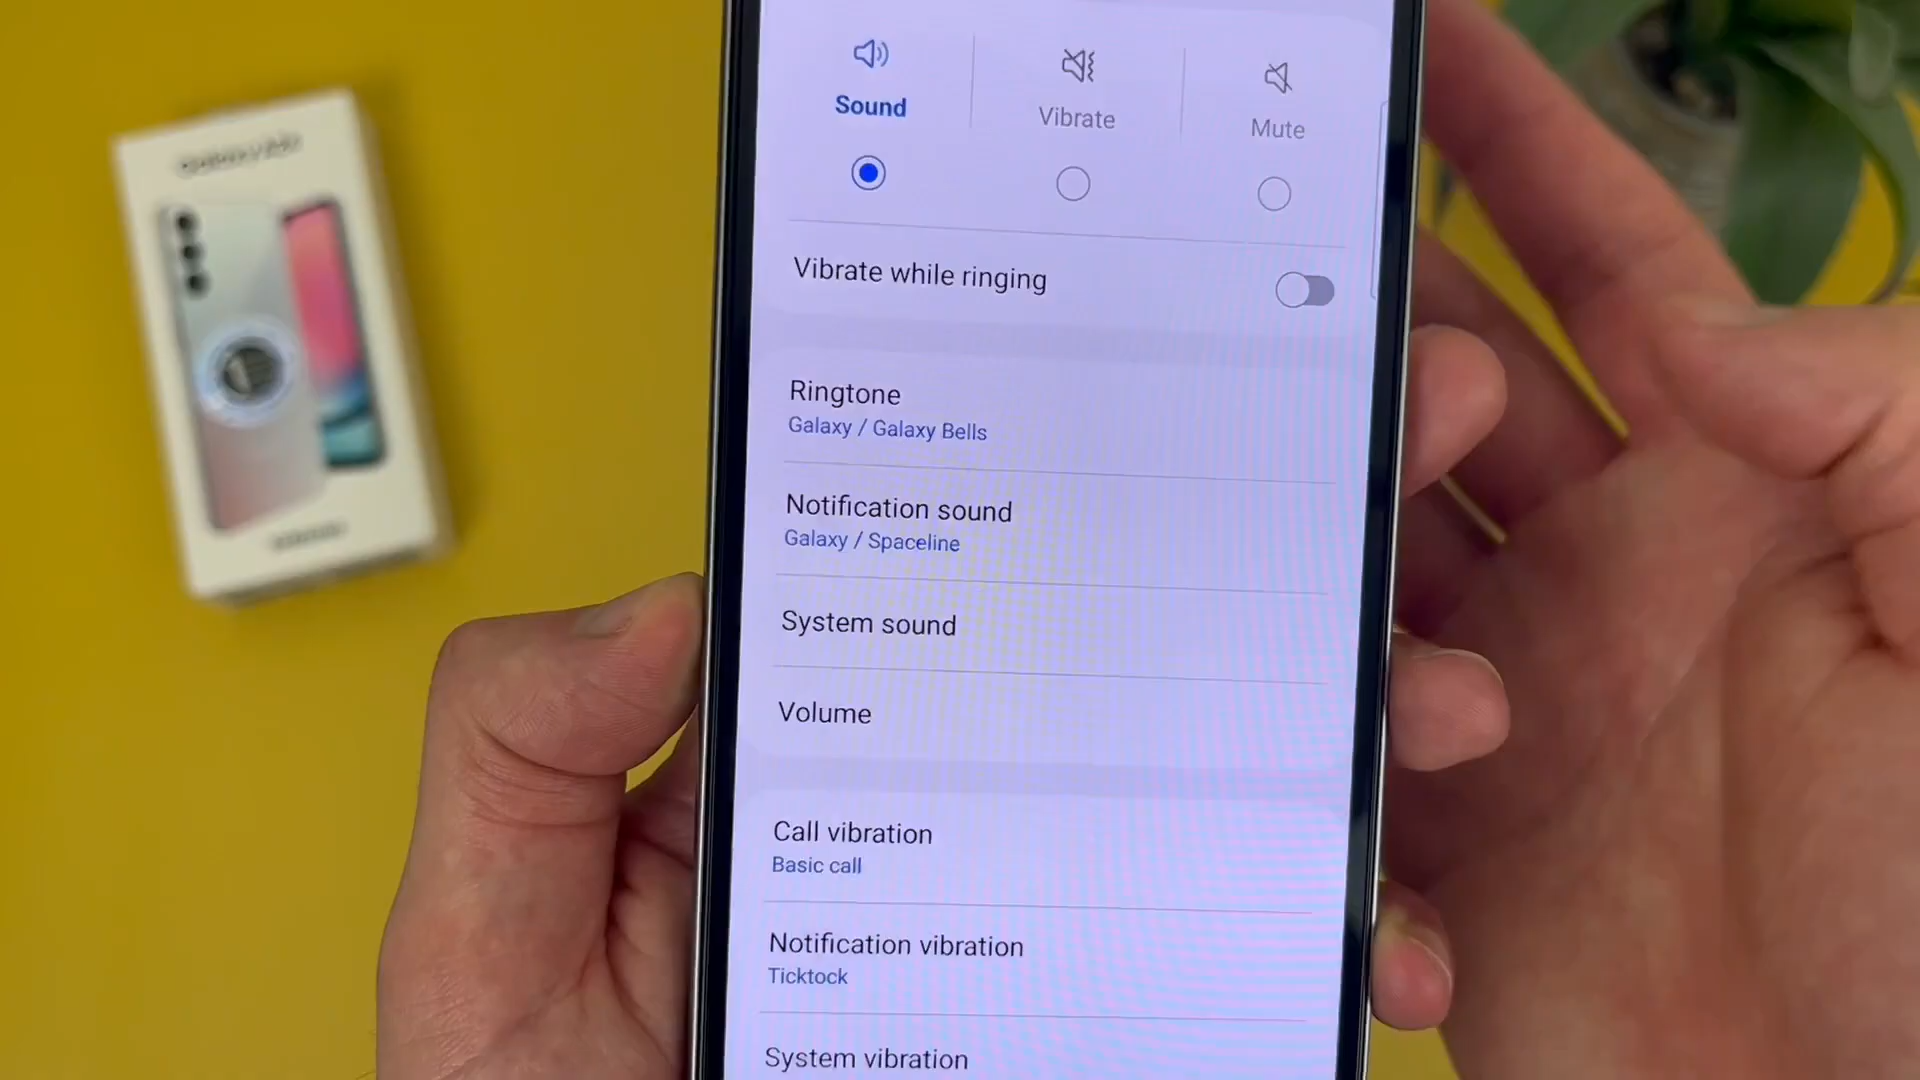 Sound
Vibrate
Mute
Vibrate while ringing
Ringtone
Galaxy / Galaxy Bells
Notification sound
Galaxy / Spaceline
System sound
Volume
Call vibration
Basic call
Notification vibration
Ticktock
System vibration